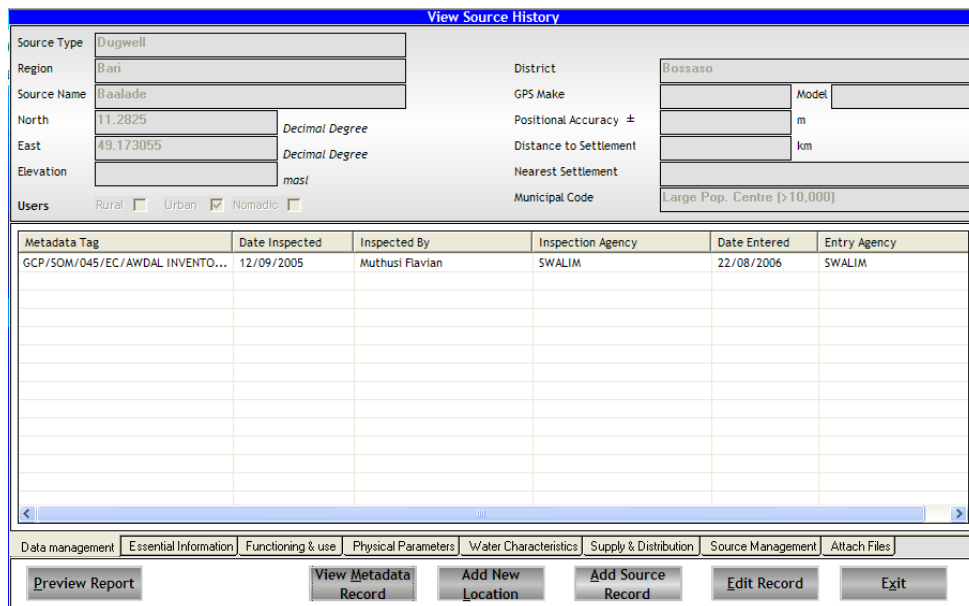 View Source History
Source Type Dugwell
Region Bari District Bossaso
Source Name Baalade GPS Make Model
North 11.2825 Decimal Degree Positional Accuracy ± m
East 49.173055 Decimal Degree Distance to Settlement km
Elevation masl Nearest Settlement
Users Rural Urban Nomadic Municipal Code Large Pop. Centre (>10,000)
Metadata Tag Date Inspected Inspected By Inspection Agency Date Entered Entry Agency
GCP/SOM/045/EC/AWDAL INVENTO... 12/09/2005 Muthusi Flavian SWALIM 22/08/2006 SWALIM
Data management Essential Information Functioning & use Physical Parameters Water Characteristics Supply & Distribution Source Management Attach Files
Preview Report View Metadata Record Add New Location Add Source Record Edit Record Exit